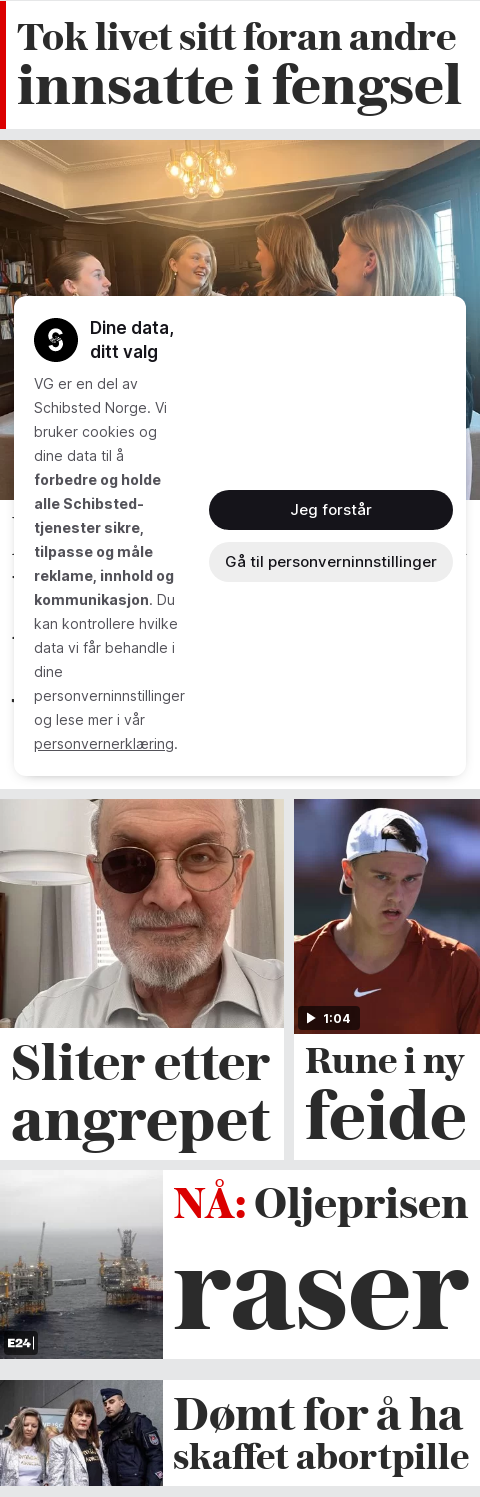 Tok livet sitt foran andre
innsatte i fengsel
Dine data,
ditt valg
VG er en del av
Schibsted Norge. Vi
bruker cookies og
dine data til å
forbedre og holde
alle Schibsted-
tjenester sikre,
tilpasse og måle
reklame, innhold og
kommunikasjon. Du
kan kontrollere hvilke
data vi får behandle i
dine
personverninnstillinger
og lese mer i vår
personvernerklæring.
Jeg forstår
Gå til personverninnstillinger
Sliter etter
angrepet
1:04
Rune i ny
feide
E24
NÅ: Oljeprisen
raser
Dømt for å ha
skaffet abortpille